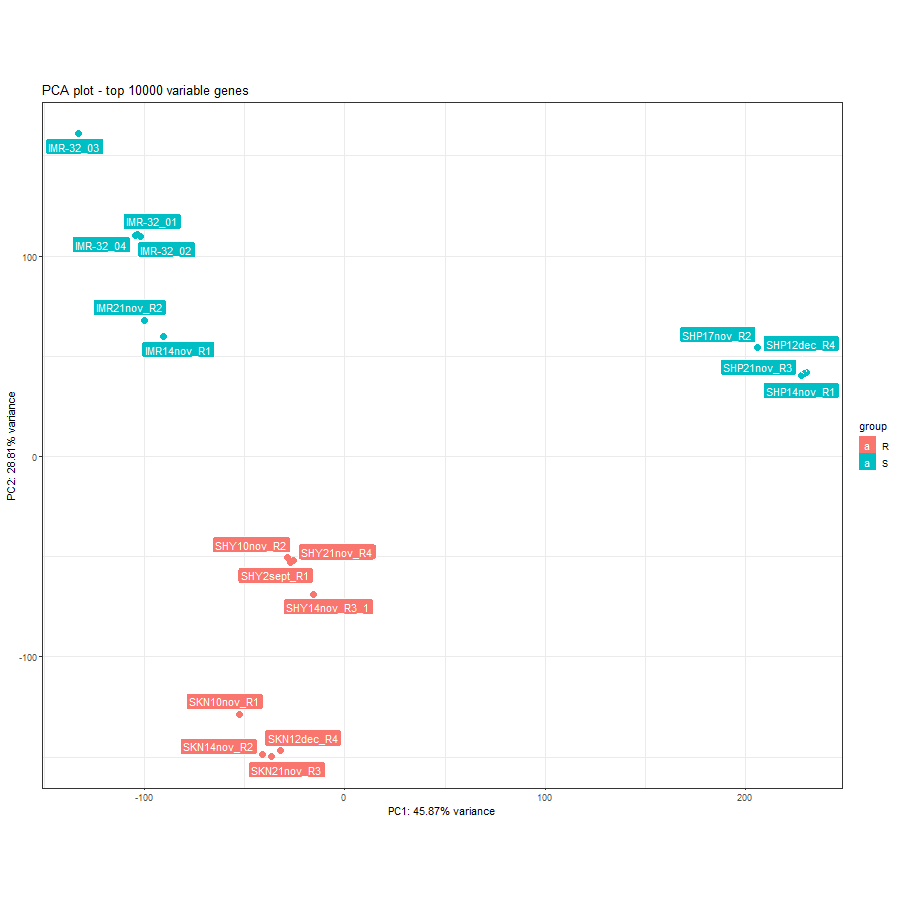 PCA plot - top 10000 variable genes
IMR-32_03
IMR-32_01
IMR-32_04
IMR-32_02
IMR21nov_R2
IMR14nov_R1
SHP17nov_R2
SHP12dec_R4
SHP21nov_R3
SHP14nov_R1
SHY10nov_R2
SHY21nov_R4
SHY2sept_R1
SHY14nov_R3_1
SKN10nov_R1
SKN12dec_R4
SKN14nov_R2
SKN21nov_R3
100
0
-100
PC2: 28.81% variance
-100
0
100
200
PC1: 45.87% variance
group
a R
a S